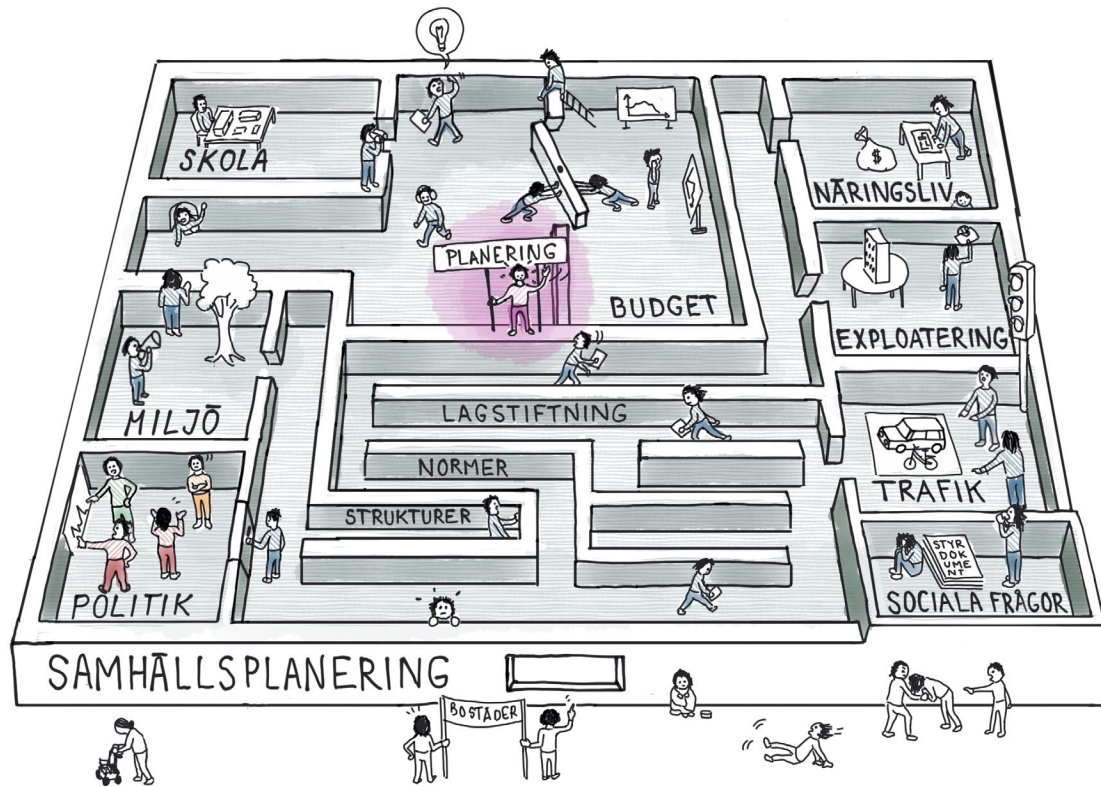 SKOLA
NÄRINGSLIV
$
PLANERING
BUDGET
EXPLOATERING
MILJÖ
LAGSTIFTNING
NORMER
STRUKTURER
TRAFIK
STYR
DOK
UME
NT
POLITIK
SOCIALA FRÅGOR
SAMHÄLLSPLANERING
BOSTÄDER